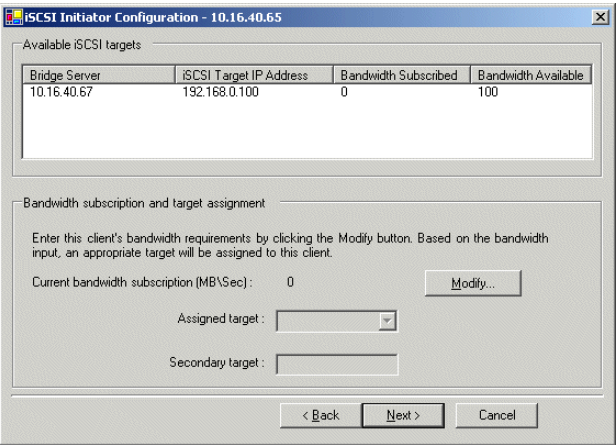 iSCSI Initiator Configuration - 10.16.40.65
Available iSCSI targets
Bridge Server iSCSI Target IP Address Bandwidth Subscribed Bandwidth Available
10.16.40.67 192.168.0.100 0 100
Bandwidth subscription and target assignment
Enter this client's bandwidth requirements by clicking the Modify button. Based on the bandwidth
input, an appropriate target will be assigned to this client.
Current bandwidth subscription (MB\Sec) : 0 Modify...
Assigned target :
Secondary target :
< Back Next > Cancel